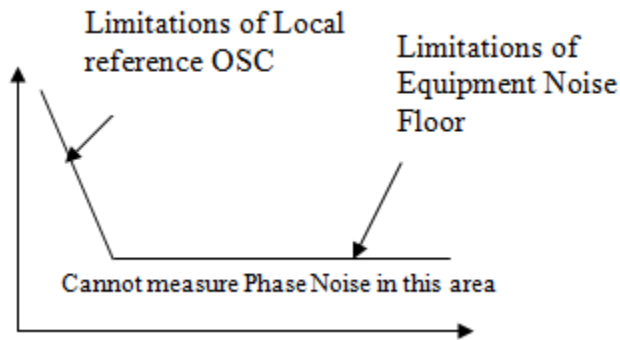 Limitations of Local
reference OSC
Limitations of
Equipment Noise
Floor
Cannot measure Phase Noise in this area